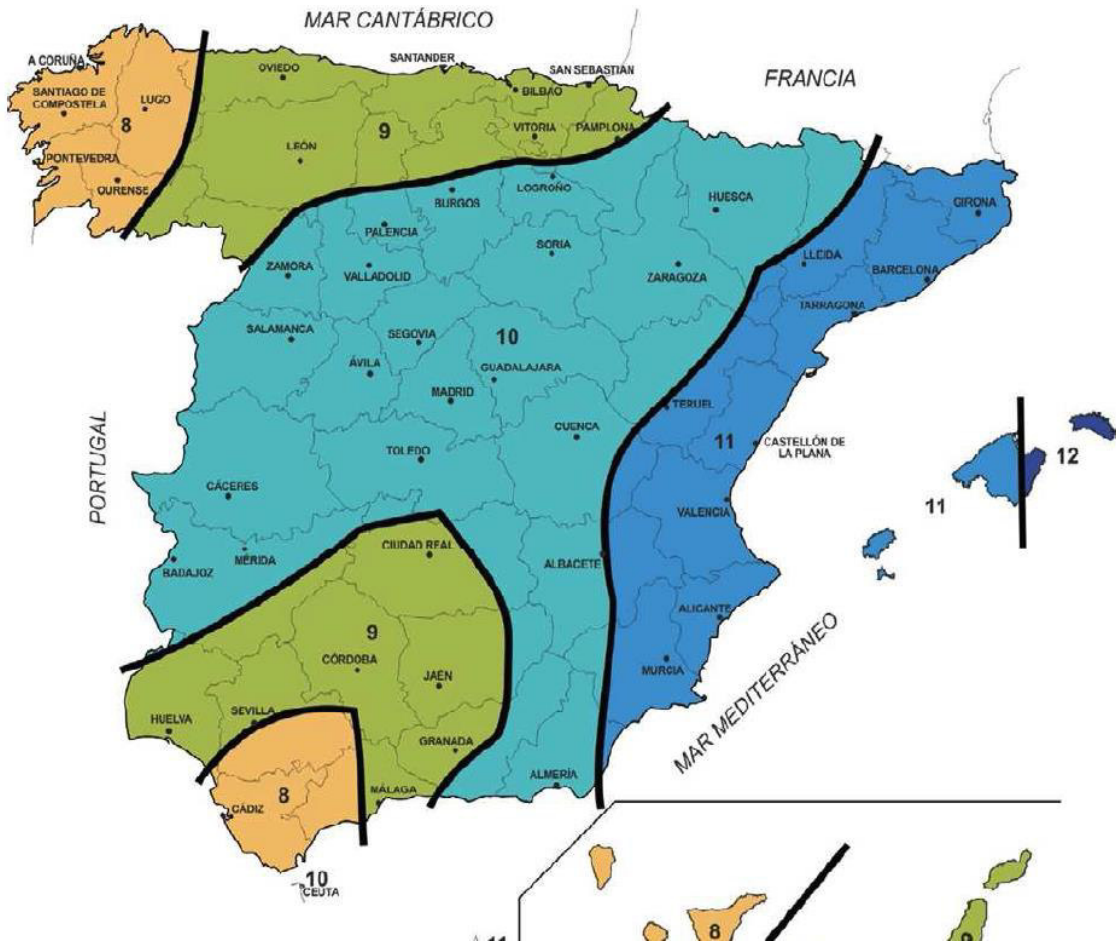 MAR CANTÁBRICO
A CORUÑA
OVIEDO
SANTANDER
SAN SEBASTIAN
FRANCIA
SANTIAGO DE
COMPOSTELA
LUGO
BILBAO
8
9
VITORIA
PAMPLONA
LEÓN
PONTEVEDRA
OURENSE
LOGROÑO
BURGOS
HUESCA
GIRONA
PALENCIA
SORIA
ZAMORA
VALLADOLID
ZARAGOZA
LLEIDA
BARCELONA
TARRAGONA
SALAMANCA
SEGOVIA
10
ÁVILA
GUADALAJARA
MADRID
TERUEL
PORTUGAL
CUENCA
11
CASTELLÓN DE
LA PLANA
12
TOLEDO
CÁCERES
VALENCIA
11
CIUDAD REAL
MÉRIDA
BADAJOZ
ALBACETE
ALICANTE
9
CÓRDOBA
MURCIA
JAÉN
MAR MEDITERRÁNEO
HUELVA
SEVILLA
GRANADA
ALMERÍA
MÁLAGA
8
CÁDIZ
10
CEUTA
8
9
11